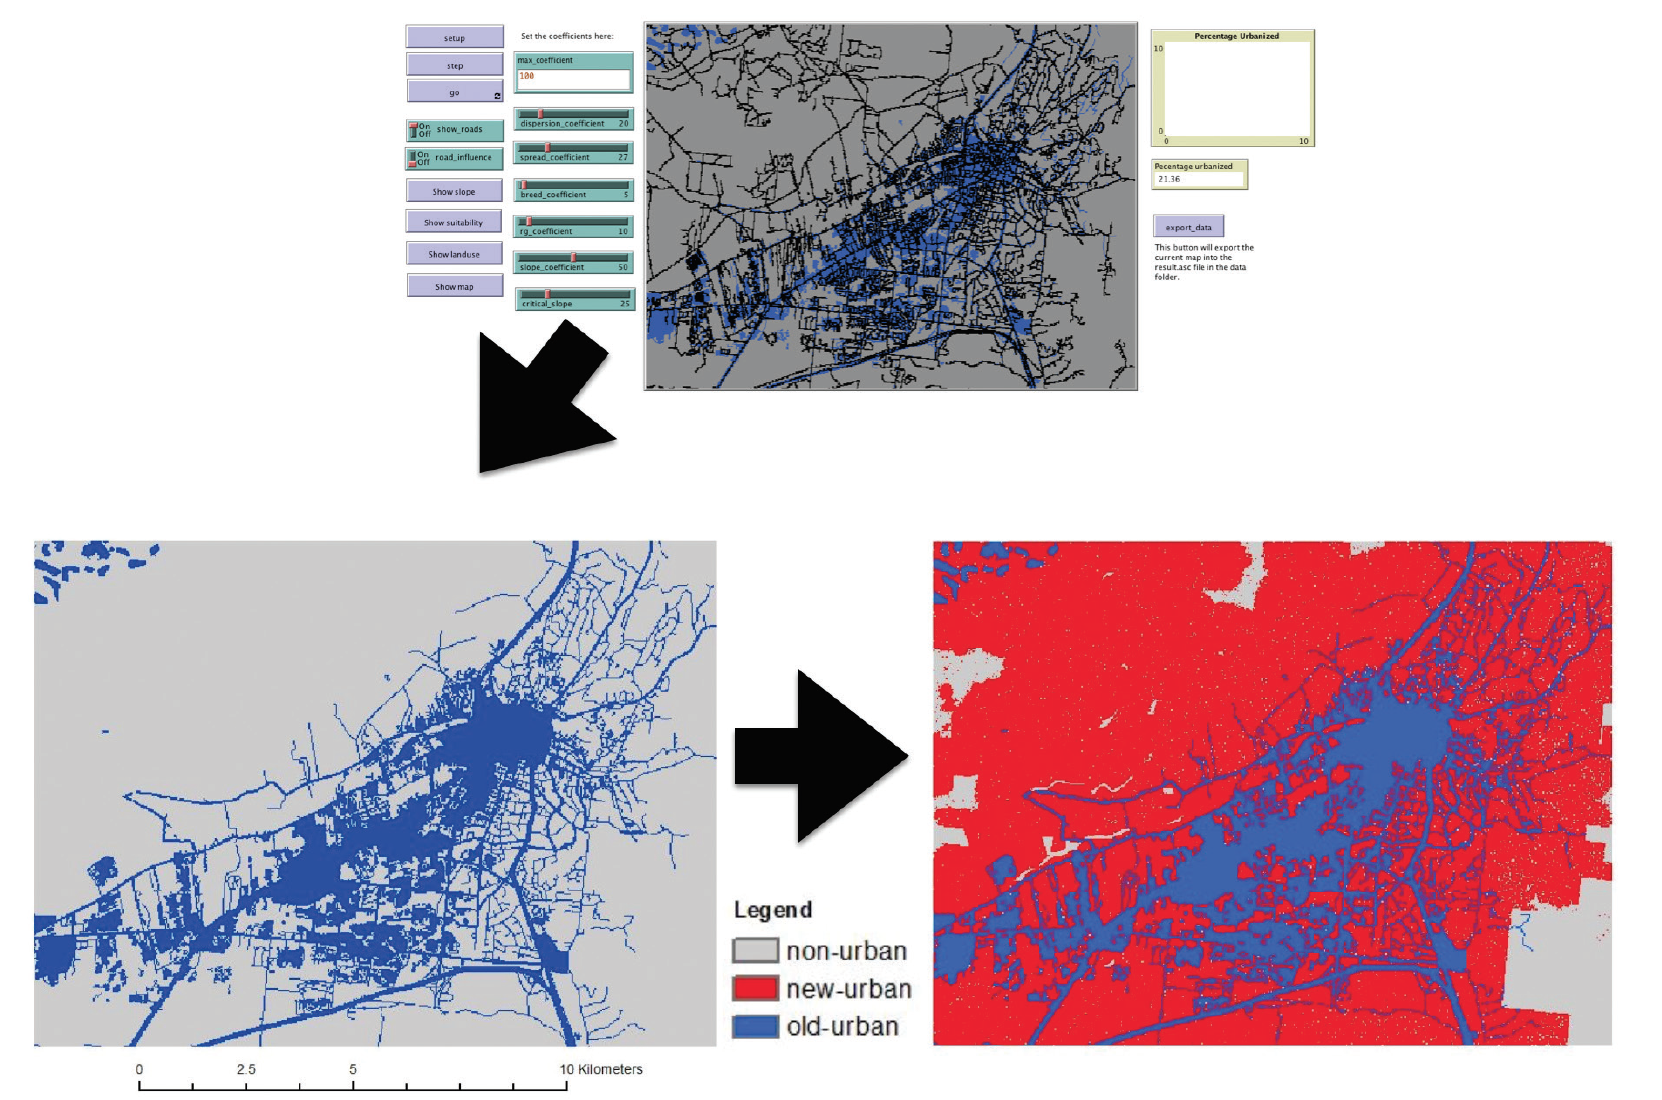 setup
step
go
On
Off
show_roads
On
Off
road_influence
Show slope
Show suitability
Show landuse
Show map
Set the coefficients here:
max_coefficient
100
dispersion_coefficient 20
spread_coefficient 27
breed_coefficient 5
rg_coefficient 10
slope_coefficient 50
critical_slope 25
Percentage Urbanized
10
0
0 10
Pecentage urbanized
21.36
export_data
This button will export the
current map into the
result.asc file in the data
folder.
Legend
non-urban
new-urban
old-urban
0 2.5 5 10 Kilometers